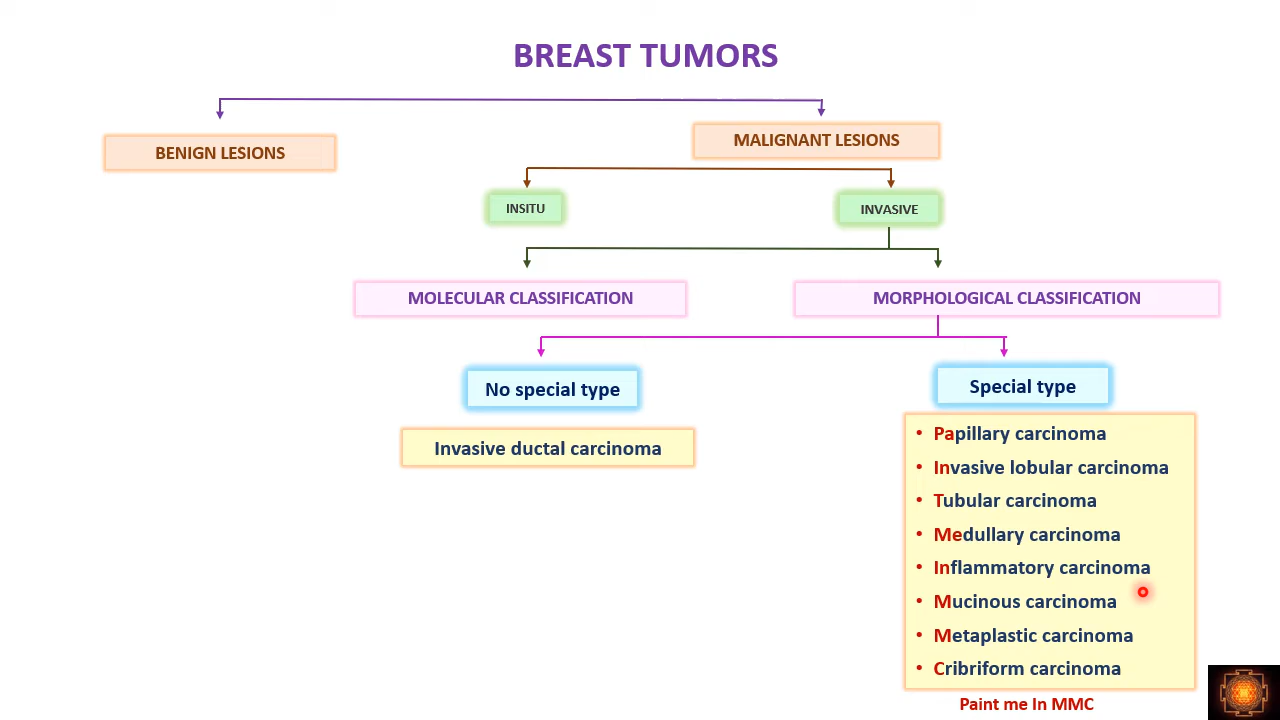 BREAST TUMORS
BENIGN LESIONS
MALIGNANT LESIONS
INSITU
INVASIVE
MOLECULAR CLASSIFICATION
MORPHOLOGICAL CLASSIFICATION
No special type
Special type
Invasive ductal carcinoma
• Papillary carcinoma
• Invasive lobular carcinoma
• Tubular carcinoma
• Medullary carcinoma
• Inflammatory carcinoma
• Mucinous carcinoma
• Metaplastic carcinoma
• Cribriform carcinoma
Paint me In MMC